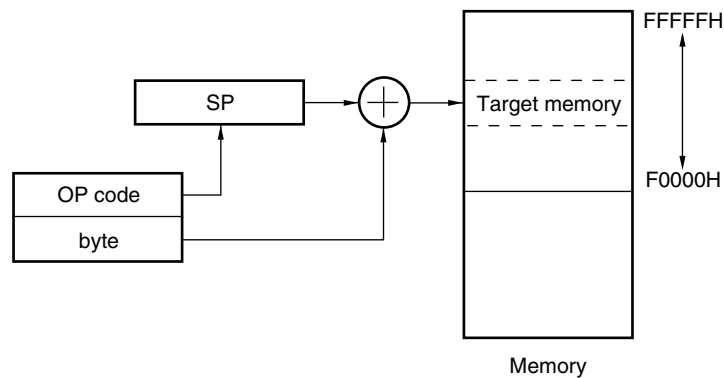 FFFFFH
SP
Target memory
OP code
F0000H
byte
Memory